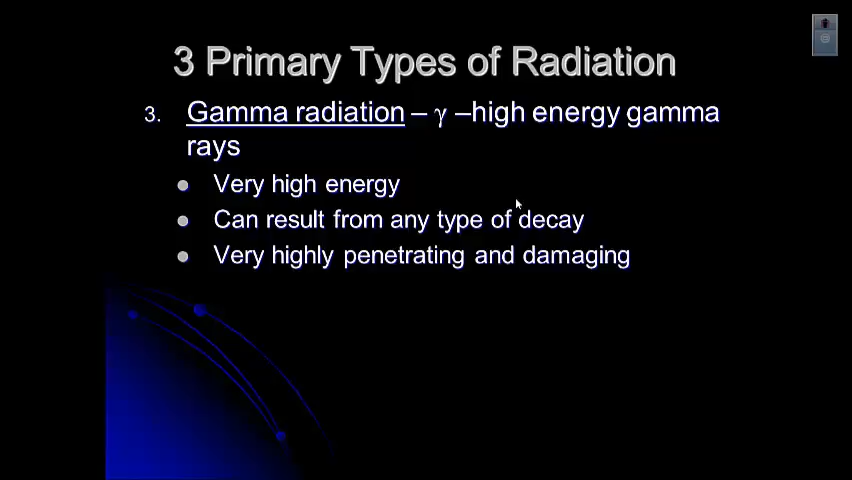 3 Primary Types of Radiation
3. Gamma radiation – γ –high energy gamma
rays
Very high energy
Can result from any type of decay
Very highly penetrating and damaging